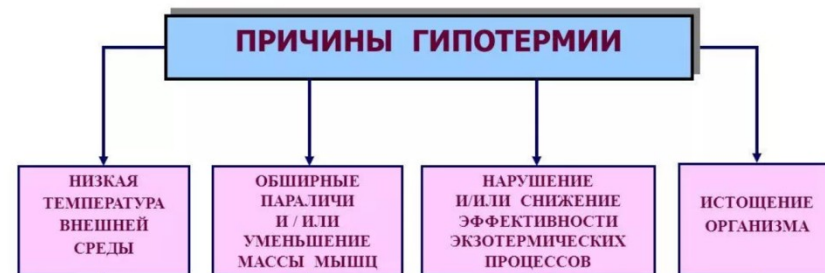 ПРИЧИНЫ ГИПОТЕРМИИ
НИЗКАЯ
ТЕМПЕРАТУРА
ВНЕШНЕЙ
СРЕДЫ
ОБШИРНЫЕ
ПАРАЛИЧИ
И / ИЛИ
УМЕНЬШЕНИЕ
МАССЫ МЫШЦ
НАРУШЕНИЕ
И/ИЛИ СНИЖЕНИЕ
ЭФФЕКТИВНОСТИ
ЭКЗОТЕРМИЧЕСКИХ
ПРОЦЕССОВ
ИСТОЩЕНИЕ
ОРГАНИЗМА